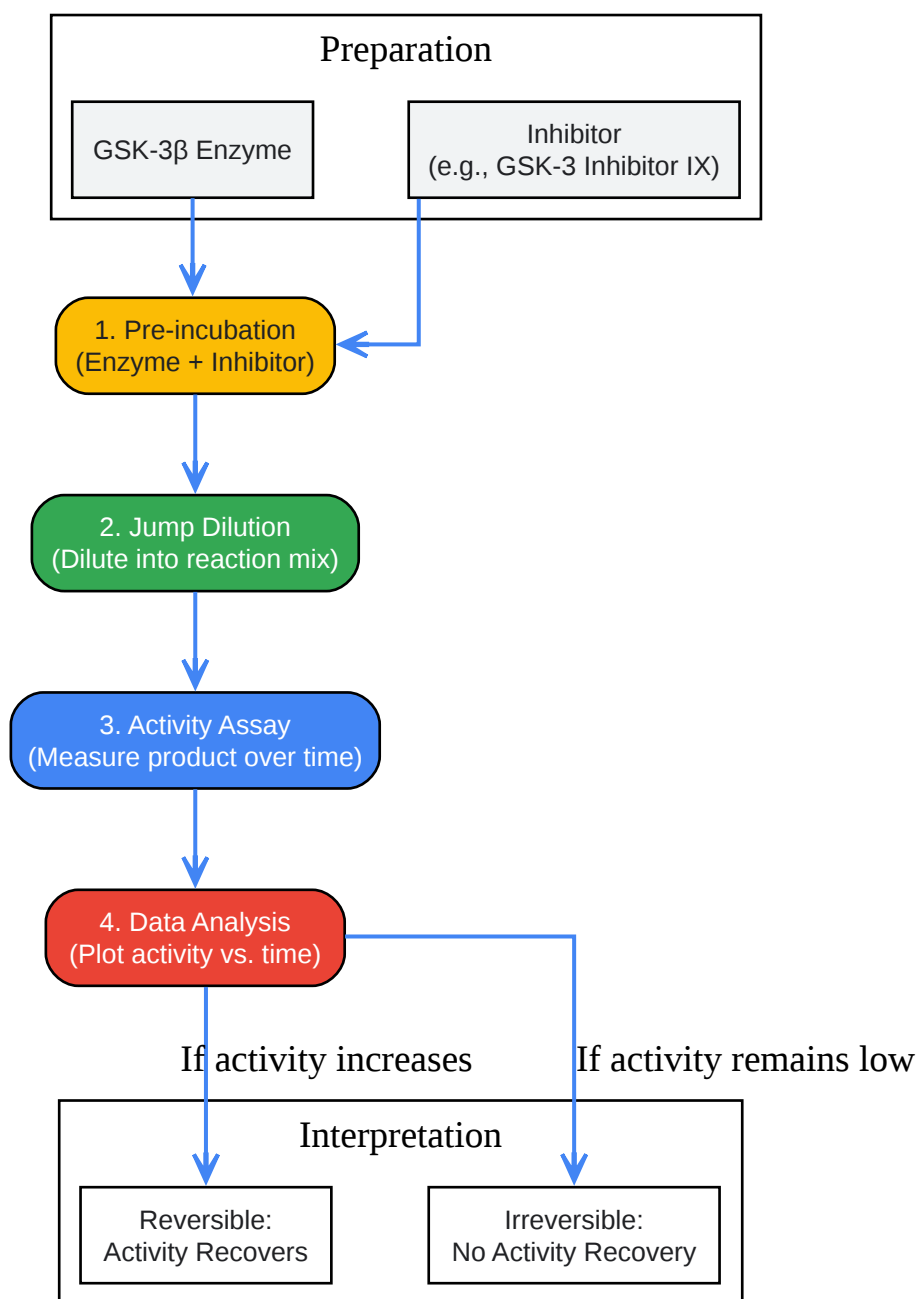 Preparation
GSK-3β Enzyme
Inhibitor
(e.g., GSK-3 Inhibitor IX)
1. Pre-incubation
(Enzyme + Inhibitor)
2. Jump Dilution
(Dilute into reaction mix)
3. Activity Assay
(Measure product over time)
4. Data Analysis
(Plot activity vs. time)
If activity increases
If activity remains low
Interpretation
Reversible:
Activity Recovers
Irreversible:
No Activity Recovery